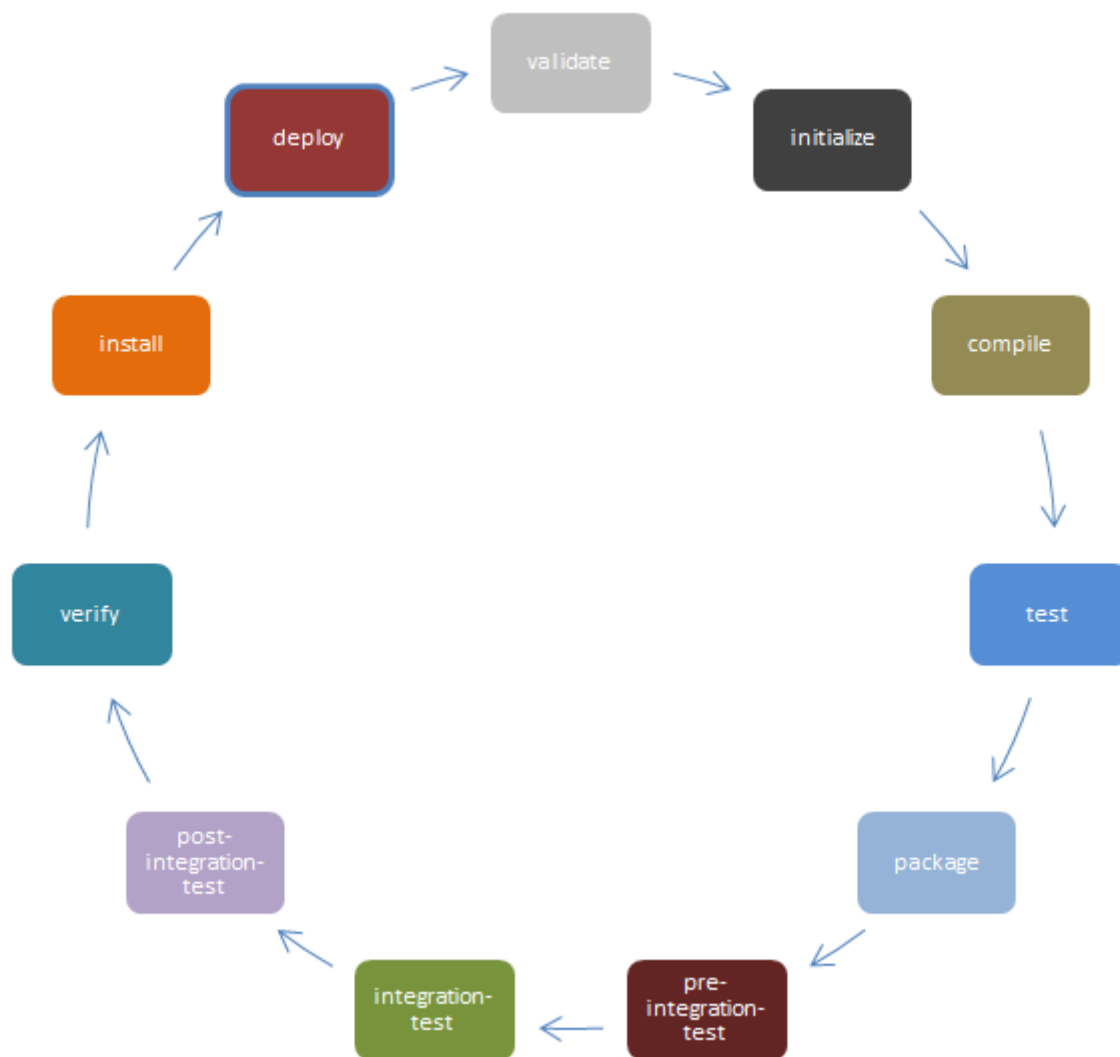 validate
initialize
compile
test
package
pre-
integration-
test
integration-
test
post-
integration-
test
verify
install
deploy